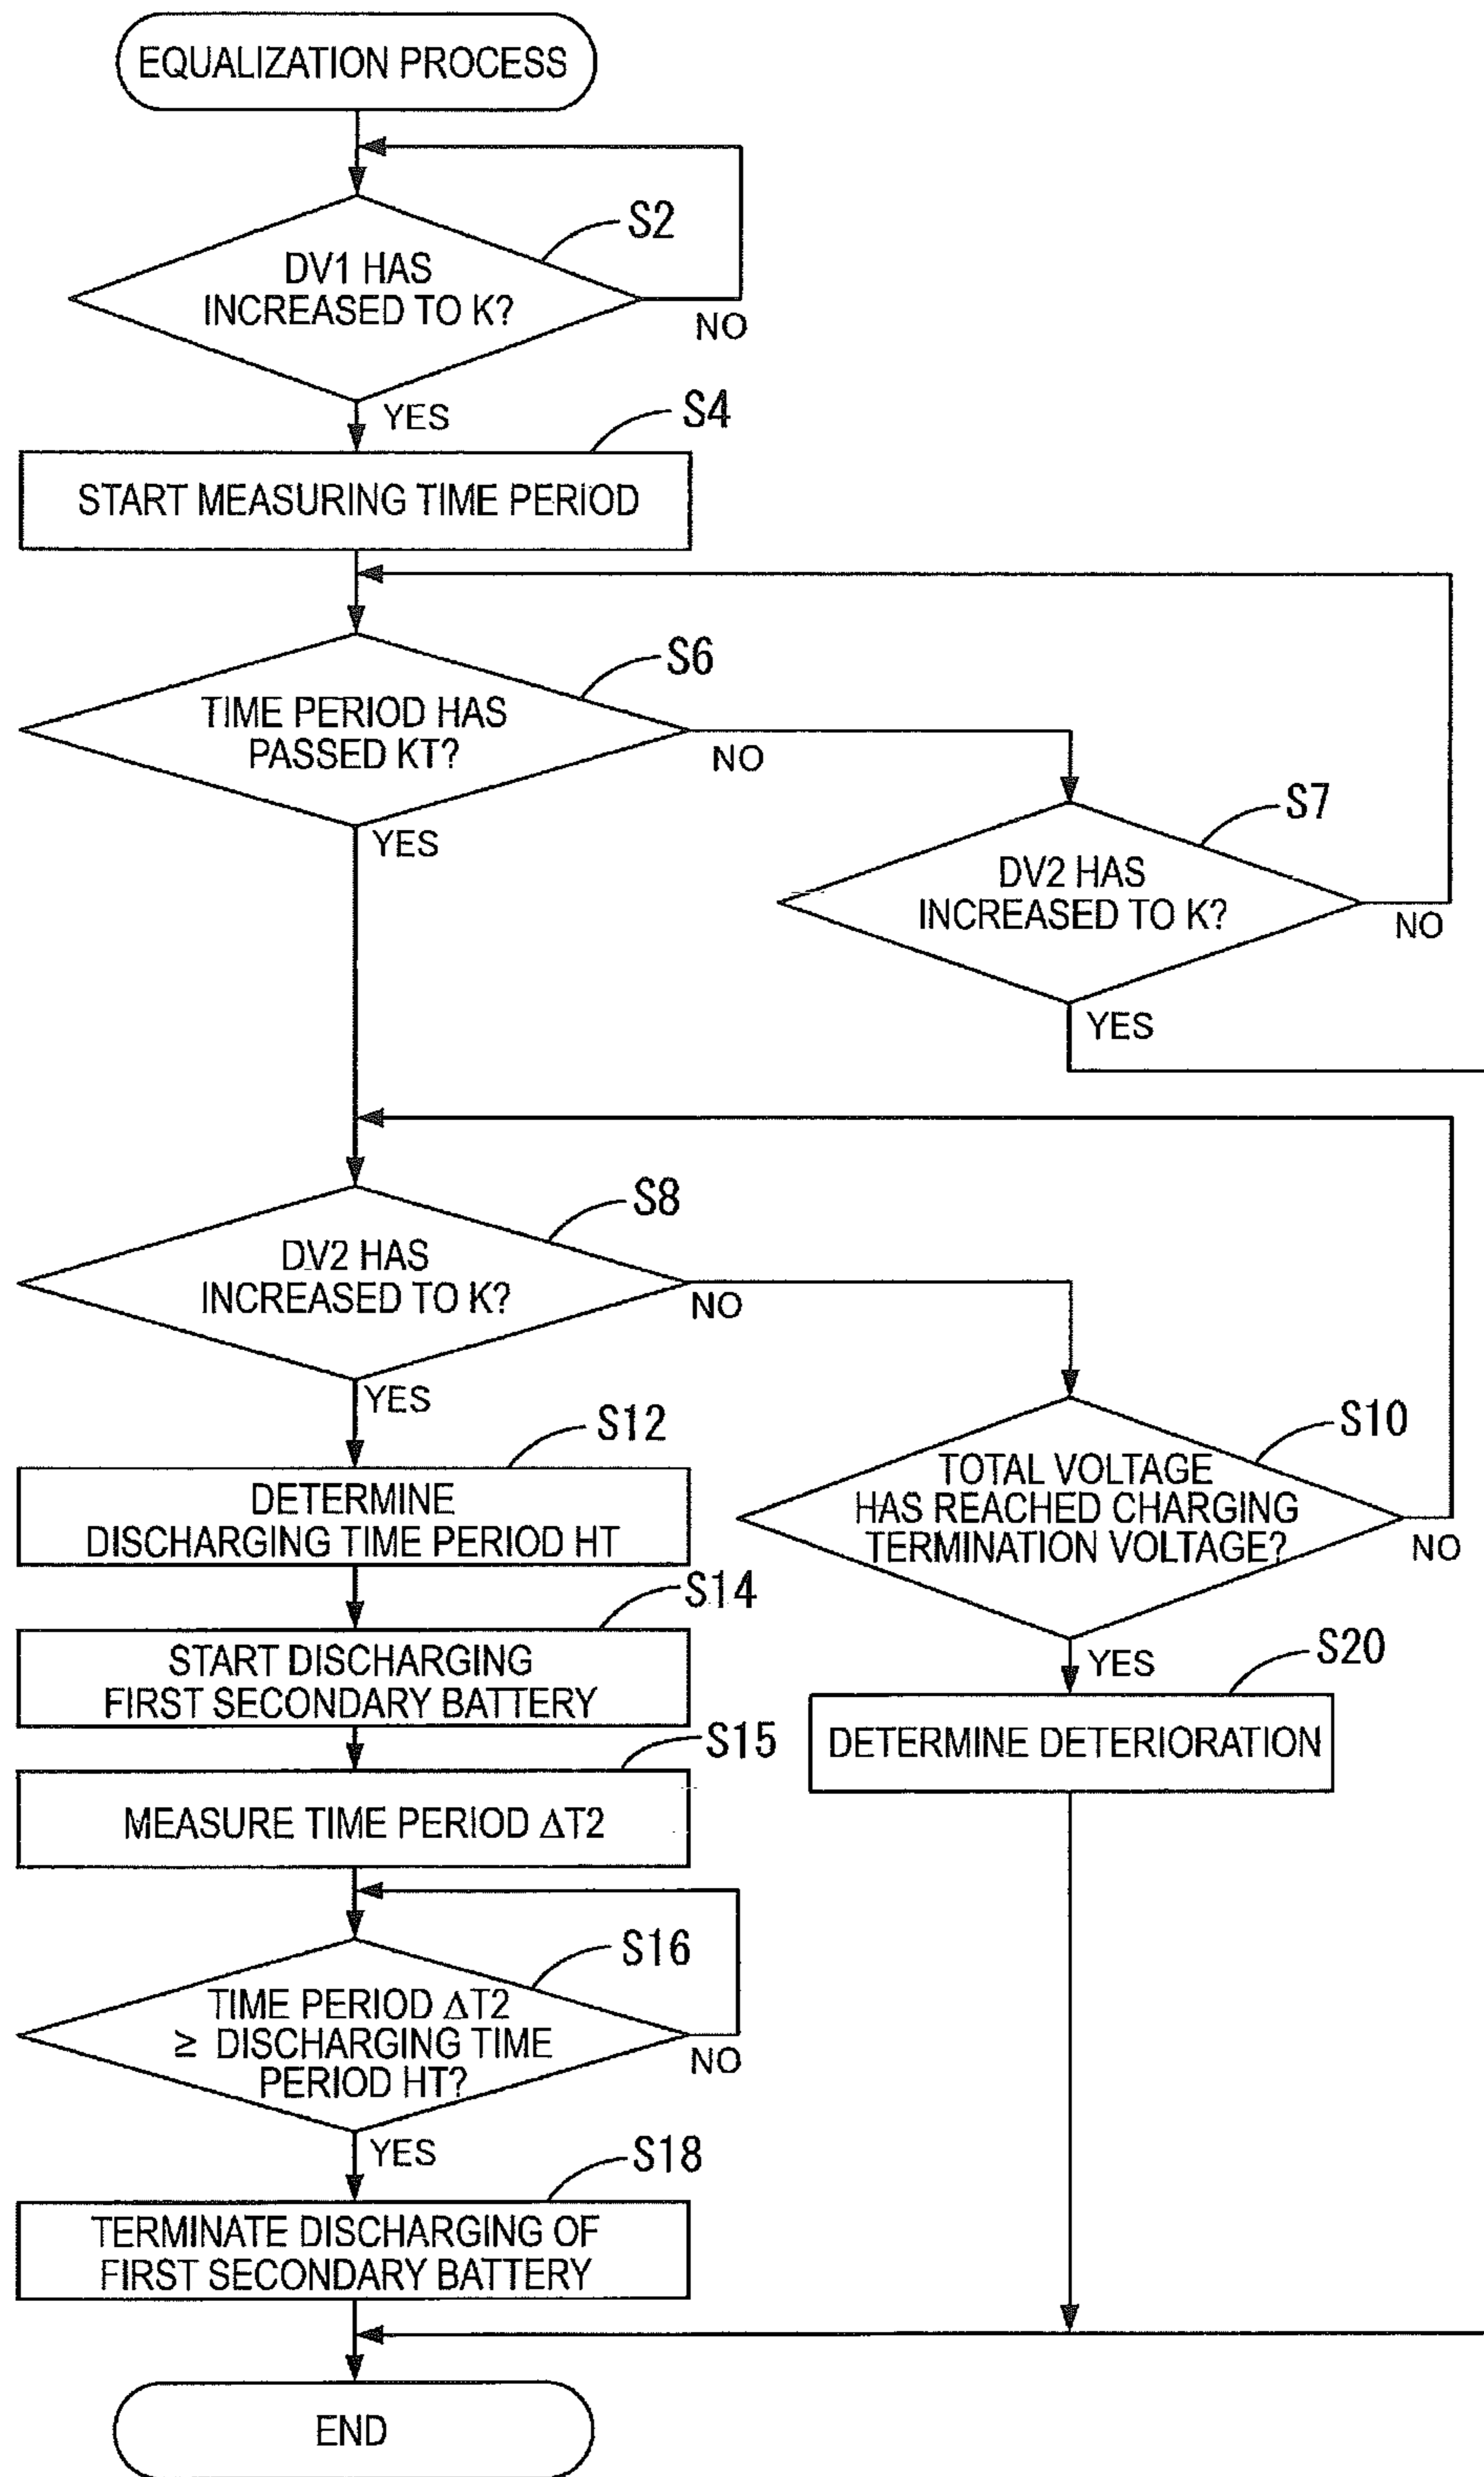 EQUALIZATION PROCESS
S2
DV1 HAS
INCREASED TO K?
NO
YES
S4
START MEASURING TIME PERIOD
S6
TIME PERIOD HAS
PASSED KT?
NO
YES
S7
DV2 HAS
INCREASED TO K?
NO
YES
S8
DV2 HAS
INCREASED TO K?
NO
YES
S10
TOTAL VOLTAGE
HAS REACHED CHARGING
TERMINATION VOLTAGE?
NO
YES
S12
DETERMINE
DISCHARGING TIME PERIOD HT
S14
START DISCHARGING
FIRST SECONDARY BATTERY
S20
DETERMINE DETERIORATION
S15
MEASURE TIME PERIOD ΔT2
S16
TIME PERIOD ΔT2
≥ DISCHARGING TIME
PERIOD HT?
NO
YES
S18
TERMINATE DISCHARGING OF
FIRST SECONDARY BATTERY
END